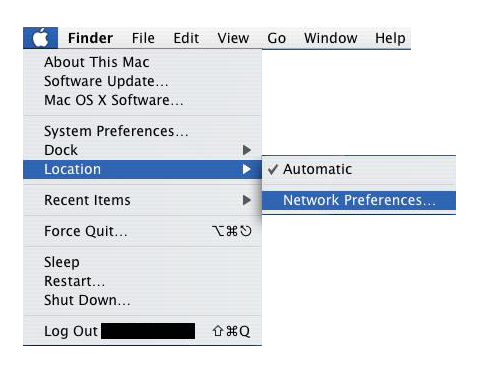 Finder File Edit View Go Window Help
About This Mac
Software Update...
Mac OS X Software...
System Preferences...
Dock
Location
✓ Automatic
Network Preferences...
Recent Items
Force Quit... ⌥⌘⎋
Sleep
Restart...
Shut Down...
Log Out ⇧⌘Q